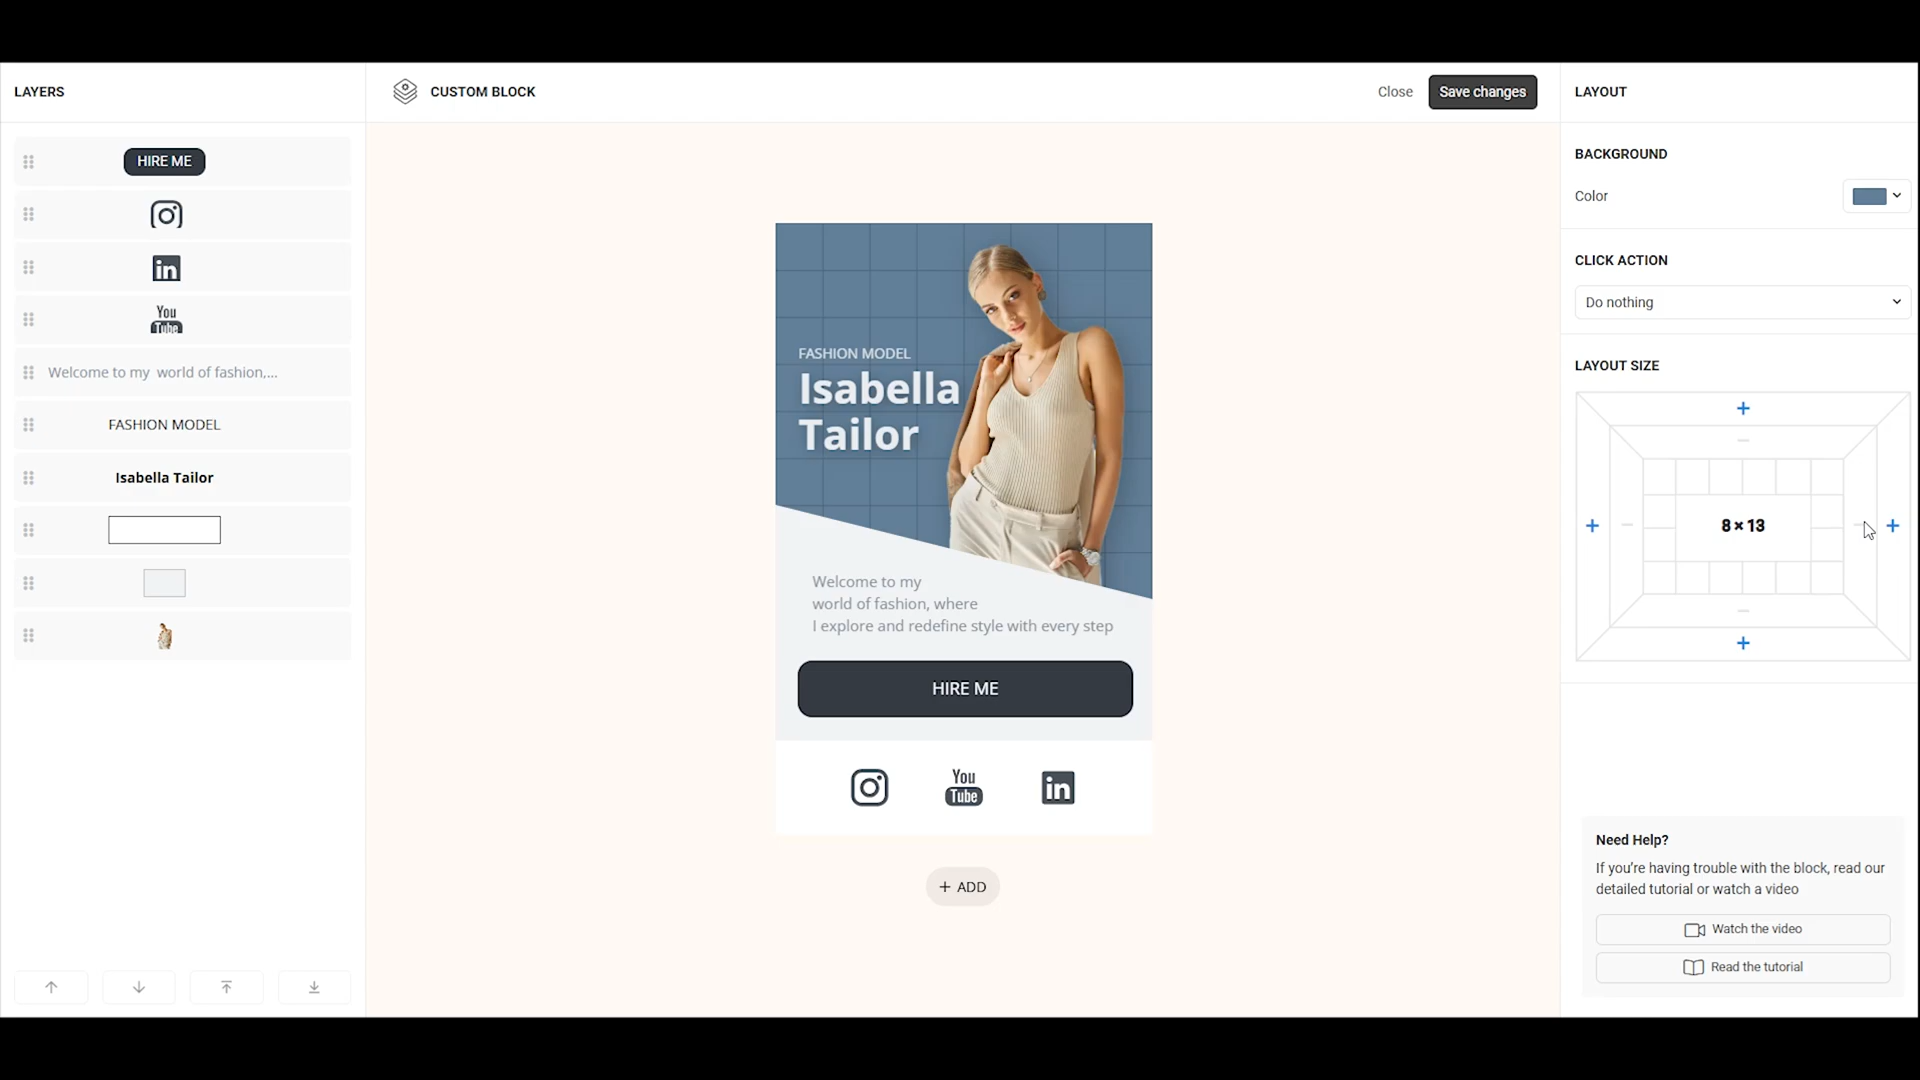 LAYERS
CUSTOM BLOCK
Close
Save changes
LAYOUT
HIRE ME
in
You
Tube
Welcome to my world of fashion,...
FASHION MODEL
Isabella Tailor
FASHION MODEL
Isabella
Tailor
Welcome to my
world of fashion, where
I explore and redefine style with every step
HIRE ME
You
Tube
in
+ ADD
BACKGROUND
Color
CLICK ACTION
Do nothing
LAYOUT SIZE
+
+
8 × 13
+
+
Need Help?
If you're having trouble with the block, read our
detailed tutorial or watch a video
Watch the video
Read the tutorial